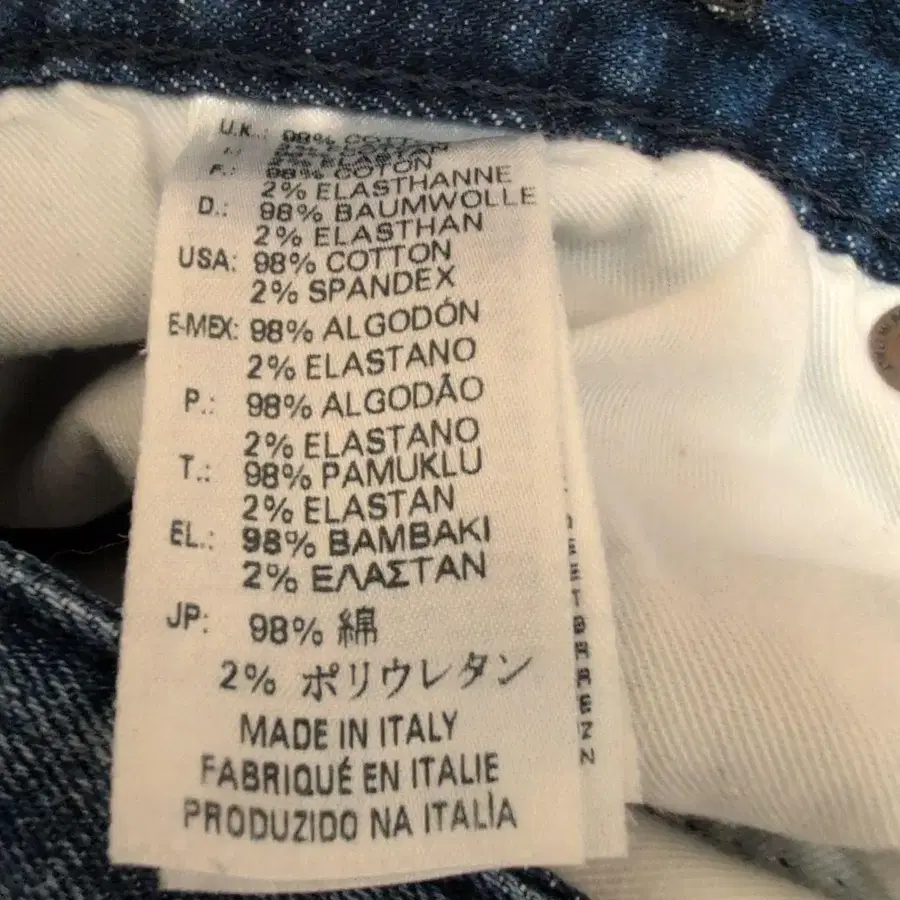 U.K.: 98% COTT
I.:
F.: 98% COTON
2% ELASTHANNE
D.: 98% BAUMWOLLE
2% ELASTHAN
USA: 98% COTTON
2% SPANDEX
E-MEX: 98% ALGODÓN
2% ELASTANO
P.: 98% ALGODÃO
2% ELASTANO
T.: 98% PAMUKLU
2% ELASTAN
EL.: 98% BAMBAKI
2% ΕΛΑΣΤΑΝ
JP: 98% 綿
2% ポリウレタン
MADE IN ITALY
FABRIQUÉ EN ITALIE
PRODUZIDO NA ITALÍA